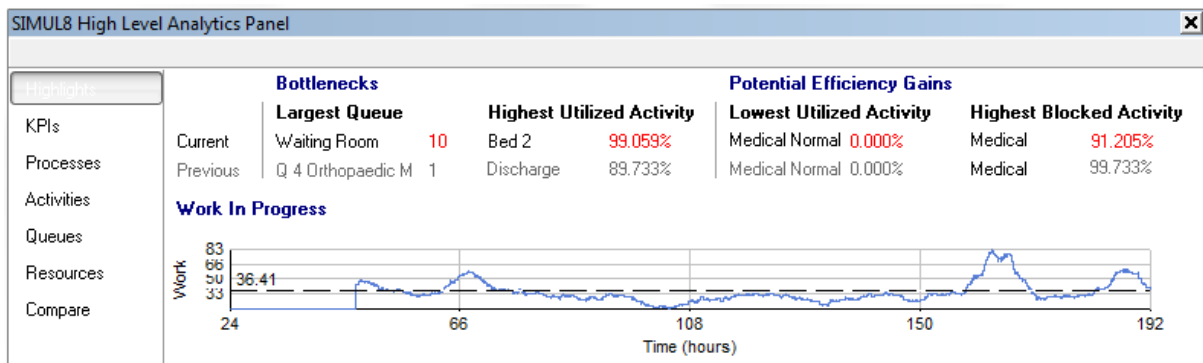 SIMUL8 High Level Analytics Panel
Highlights
KPIs
Processes
Activities
Queues
Resources
Compare
Bottlenecks Potential Efficiency Gains
Largest Queue Highest Utilized Activity Lowest Utilized Activity Highest Blocked Activity
Current Waiting Room 10 Bed 2 99.059% Medical Normal 0.000% Medical 91.205%
Previous Q 4 Orthopaedic M 1 Discharge 89.733% Medical Normal 0.000% Medical 99.733%
Work In Progress
Work
83
66
50
33
36.41
24 66 108 150 192
Time (hours)